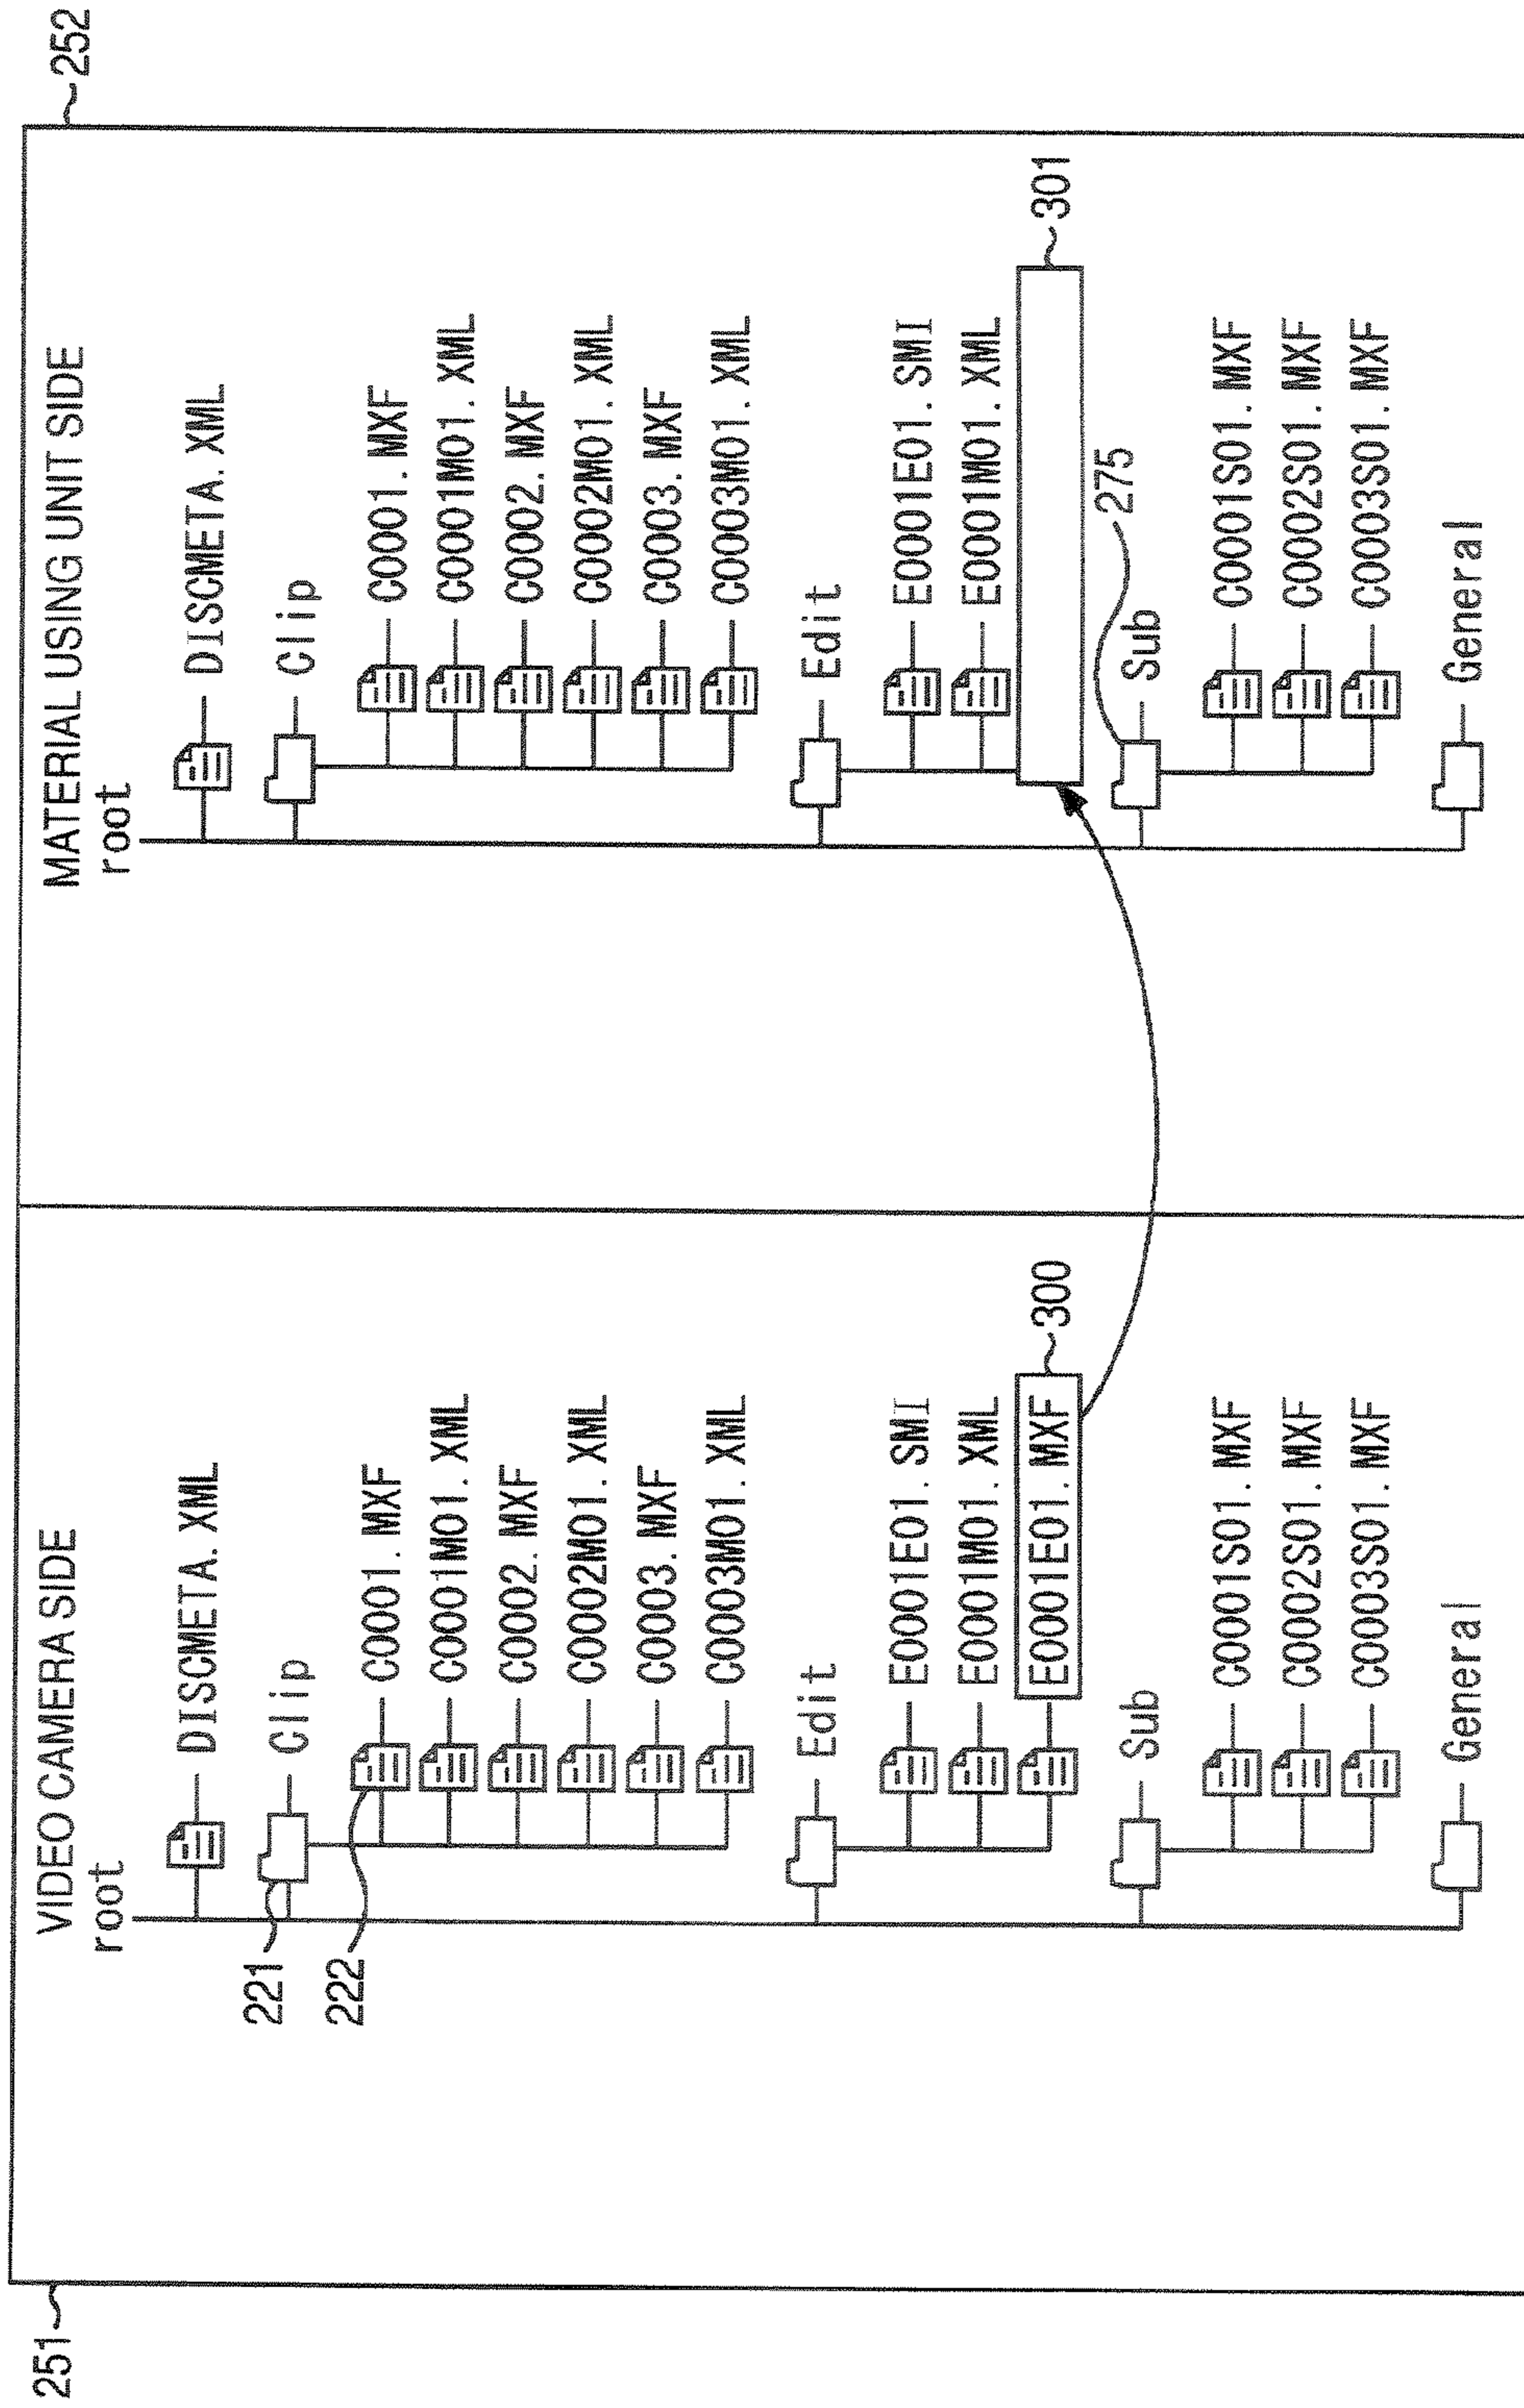 251
252
VIDEO CAMERA SIDE
root
DISCMETA. XML
221
Clip
222
C0001. MXF
C0001M01. XML
C0002. MXF
C0002M01. XML
C0003. MXF
C0003M01. XML
Edit
E0001E01. SMI
E0001M01. XML
E0001E01. MXF
300
Sub
C0001S01. MXF
C0002S01. MXF
C0003S01. MXF
General
MATERIAL USING UNIT SIDE
root
DISCMETA. XML
Clip
C0001. MXF
C0001M01. XML
C0002. MXF
C0002M01. XML
C0003. MXF
C0003M01. XML
Edit
E0001E01. SMI
E0001M01. XML
301
275
Sub
C0001S01. MXF
C0002S01. MXF
C0003S01. MXF
General